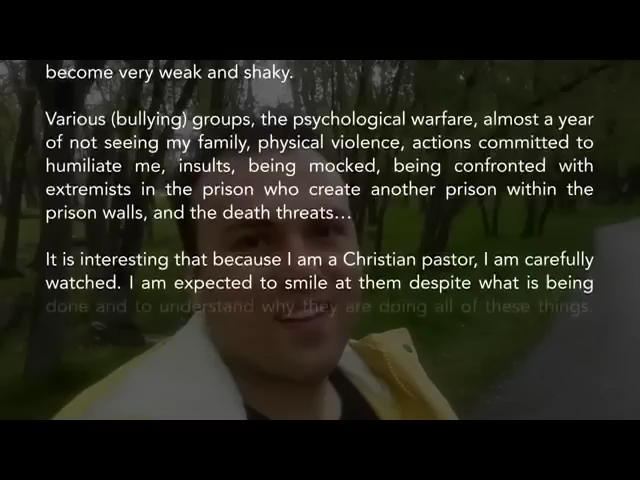 become very weak and shaky.
Various (bullying) groups, the psychological warfare, almost a year
of not seeing my family, physical violence, actions committed to
humiliate me, insults, being mocked, being confronted with
extremists in the prison who create another prison within the
prison walls, and the death threats…
It is interesting that because I am a Christian pastor, I am carefully
watched. I am expected to smile at them despite what is being
done and to understand why they are doing all of these things.